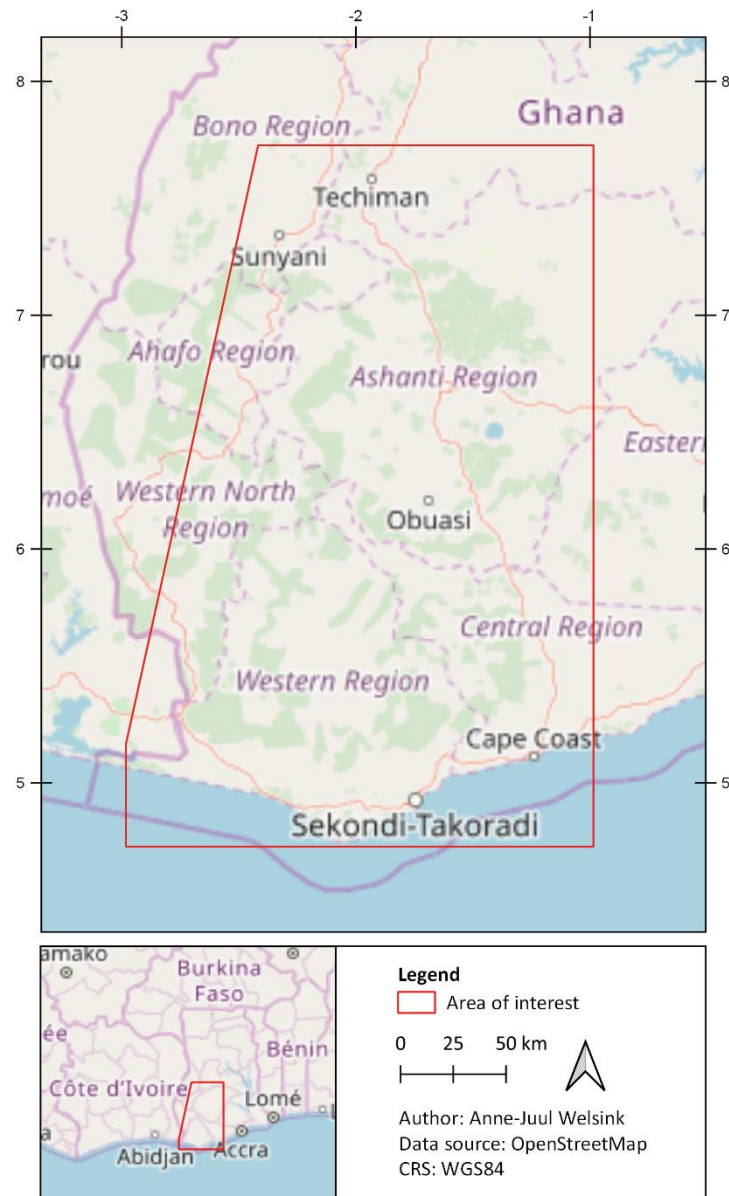 -3
-2
-1
8
8
Bono Region
Ghana
Techiman
Sunyani
7
7
rou
Ahafo Region
Ashanti Region
Eastern
moé
Western North
Region
Obuasi
6
6
Central Region
Western Region
Cape Coast
5
5
Sekondi-Takoradi
amako
Burkina
Faso
ée
Bénin
Côte d'Ivoire
Lomé
a
Abidjan
Accra
Legend
Area of interest
0 25 50 km
Author: Anne-Juul Welsink
Data source: OpenStreetMap
CRS: WGS84